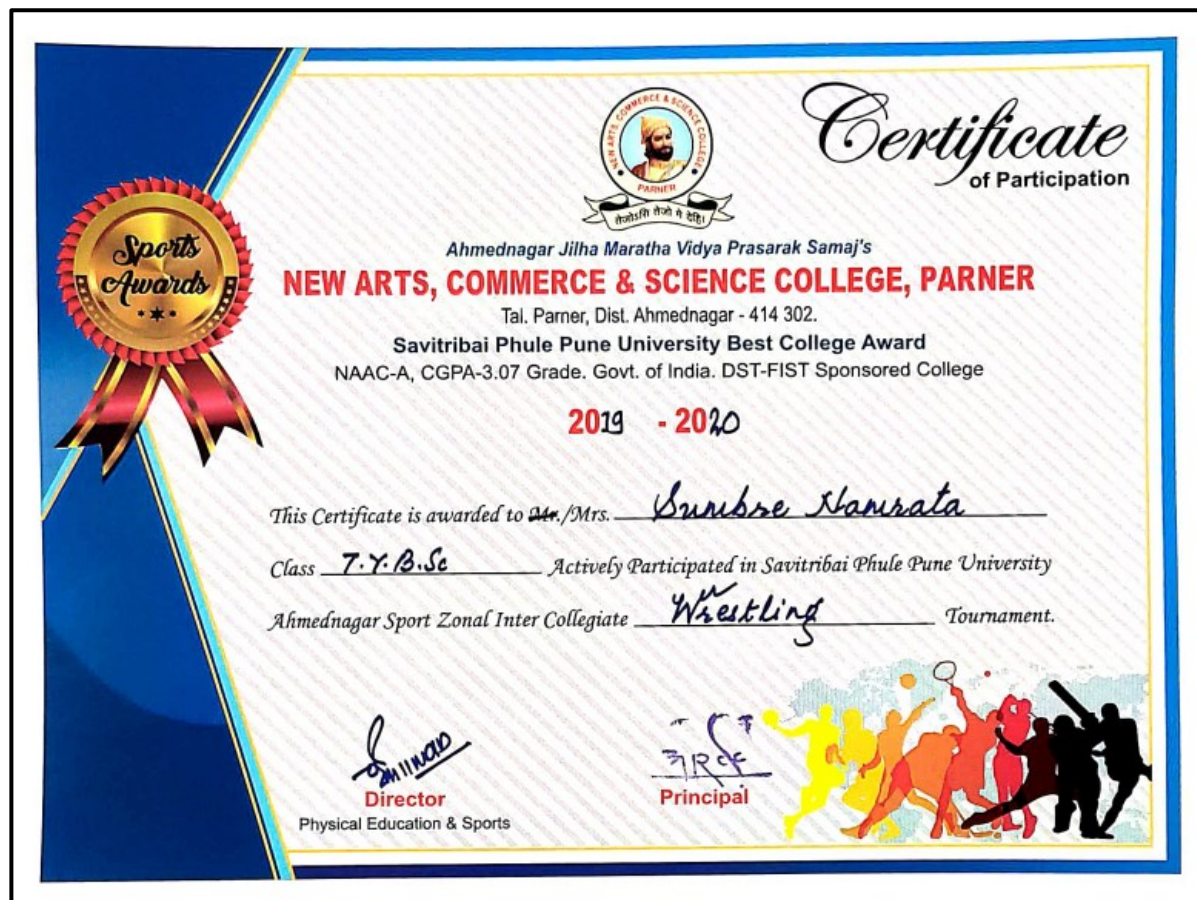 Certificate
of Participation
NEW ARTS, COMMERCE & SCIENCE COLLEGE
PARNER
तेजोऽसि तेजो मे देहि।
Sports
Awards
Ahmednagar Jilha Maratha Vidya Prasarak Samaj's
NEW ARTS, COMMERCE & SCIENCE COLLEGE, PARNER
Tal. Parner, Dist. Ahmednagar - 414 302.
Savitribai Phule Pune University Best College Award
NAAC-A, CGPA-3.07 Grade. Govt. of India. DST-FIST Sponsored College
2019 - 2020
This Certificate is awarded to Mr./Mrs. Sumbre Namrata
Class T.Y.B.Sc Actively Participated in Savitribai Phule Pune University
Ahmednagar Sport Zonal Inter Collegiate Wrestling Tournament.
Director
Physical Education & Sports
Principal